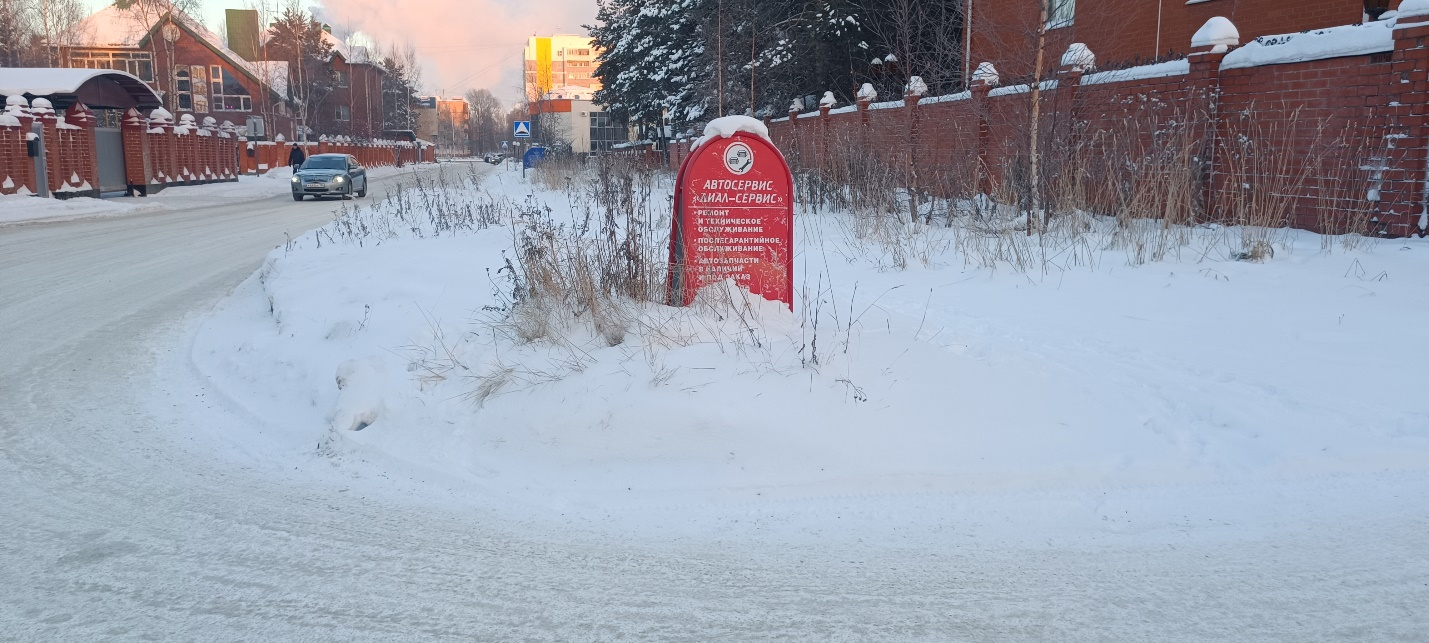 АВТОСЕРВИС
«ДИАЛ-СЕРВИС»
•РЕМОНТ
И ТЕХНИЧЕСКОЕ
ОБСЛУЖИВАНИЕ
•ПОСЛЕГАРАНТИЙНОЕ
ОБСЛУЖИВАНИЕ
•АВТОЗАПЧАСТИ
В НАЛИЧИИ
И ПОД ЗАКАЗ